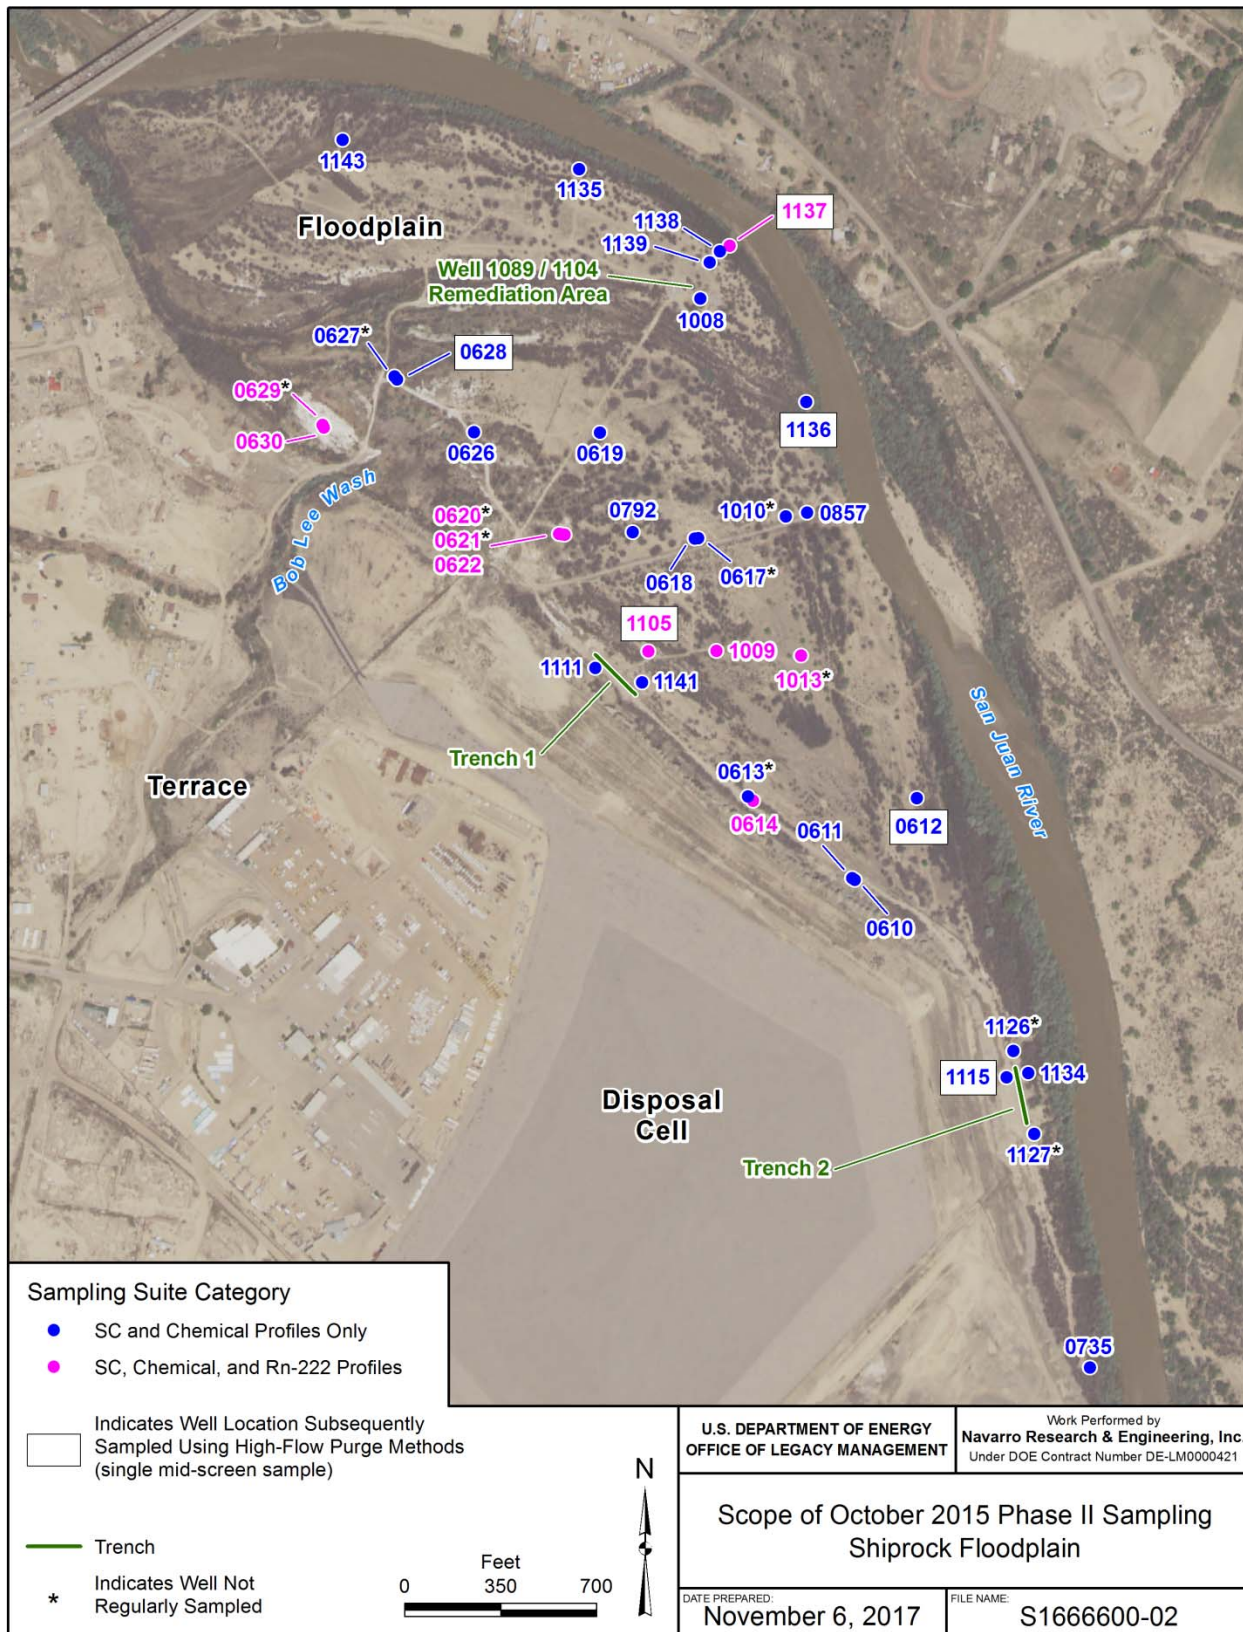 1143
1135
1138
1137
1139
Floodplain
Well 1089 / 1104
Remediation Area
1008
0627*
0628
0629*
0630
1136
0626
0619
Bob Lee Wash
0620*
0621*
0622
0792
1010*
0857
0618
0617*
1105
1009
1013*
1111
1141
San Juan River
Trench 1
Terrace
0613*
0614
0611
0612
0610
1126*
1115
1134
Disposal
Cell
1127*
Trench 2
0735
Sampling Suite Category
SC and Chemical Profiles Only
SC, Chemical, and Rn-222 Profiles
Indicates Well Location Subsequently
Sampled Using High-Flow Purge Methods
(single mid-screen sample)
Trench
* Indicates Well Not
Regularly Sampled
Feet
0 350 700
N
U.S. DEPARTMENT OF ENERGY
OFFICE OF LEGACY MANAGEMENT
Work Performed by
Navarro Research & Engineering, Inc.
Under DOE Contract Number DE-LM0000421
Scope of October 2015 Phase II Sampling
Shiprock Floodplain
DATE PREPARED:
November 6, 2017
FILE NAME:
S1666600-02